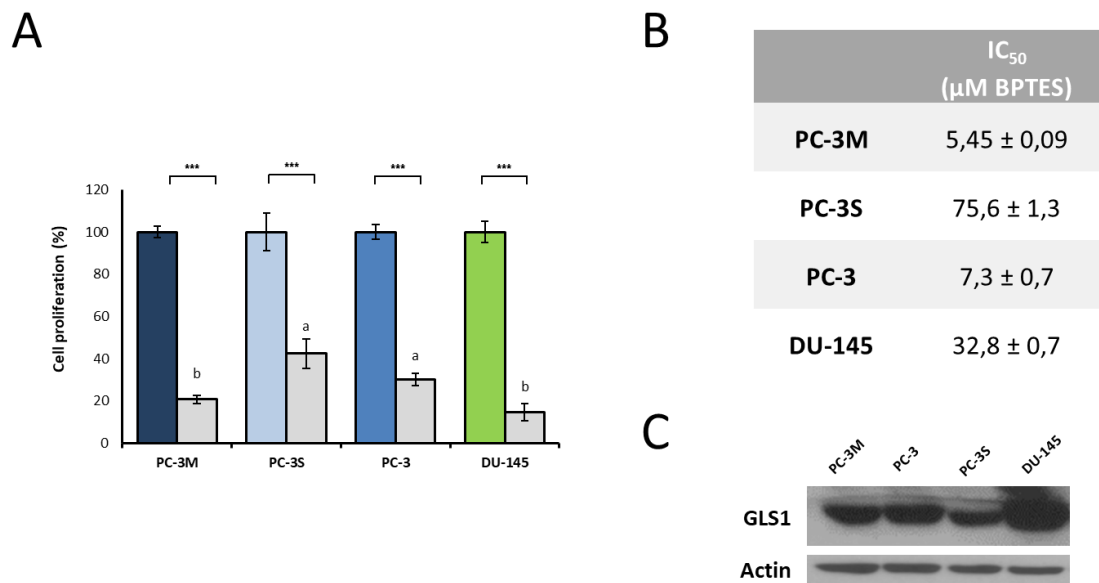 A
Cell proliferation (%)
120
100
80
60
40
20
0
*** *** *** ***
b a a b
PC-3M PC-3S PC-3 DU-145
B
IC50
(µM BPTES)
PC-3M 5,45 ± 0,09
PC-3S 75,6 ± 1,3
PC-3 7,3 ± 0,7
DU-145 32,8 ± 0,7
C
PC-3M PC-3 PC-3S DU-145
GLS1
Actin